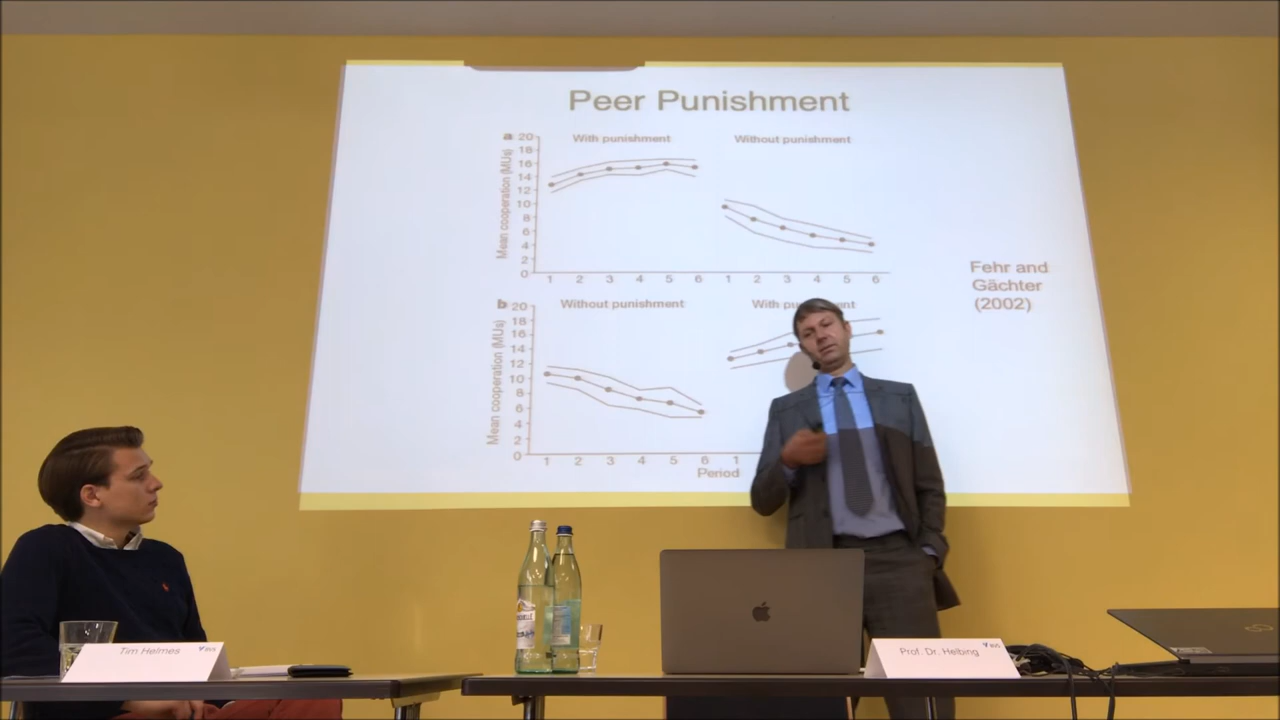 Peer Punishment
a
With punishment
Without punishment
Mean cooperation (MUs)
20
18
16
14
12
10
8
6
4
2
0
1 2 3 4 5 6
1 2 3 4 5 6
Fehr and
Gächter
(2002)
b
Without punishment
With pu ent
Mean cooperation (MUs)
20
18
16
14
12
10
8
6
4
2
0
1 2 3 4 5 6 1
Period
Tim Helmes
Prof. Dr. Helbing